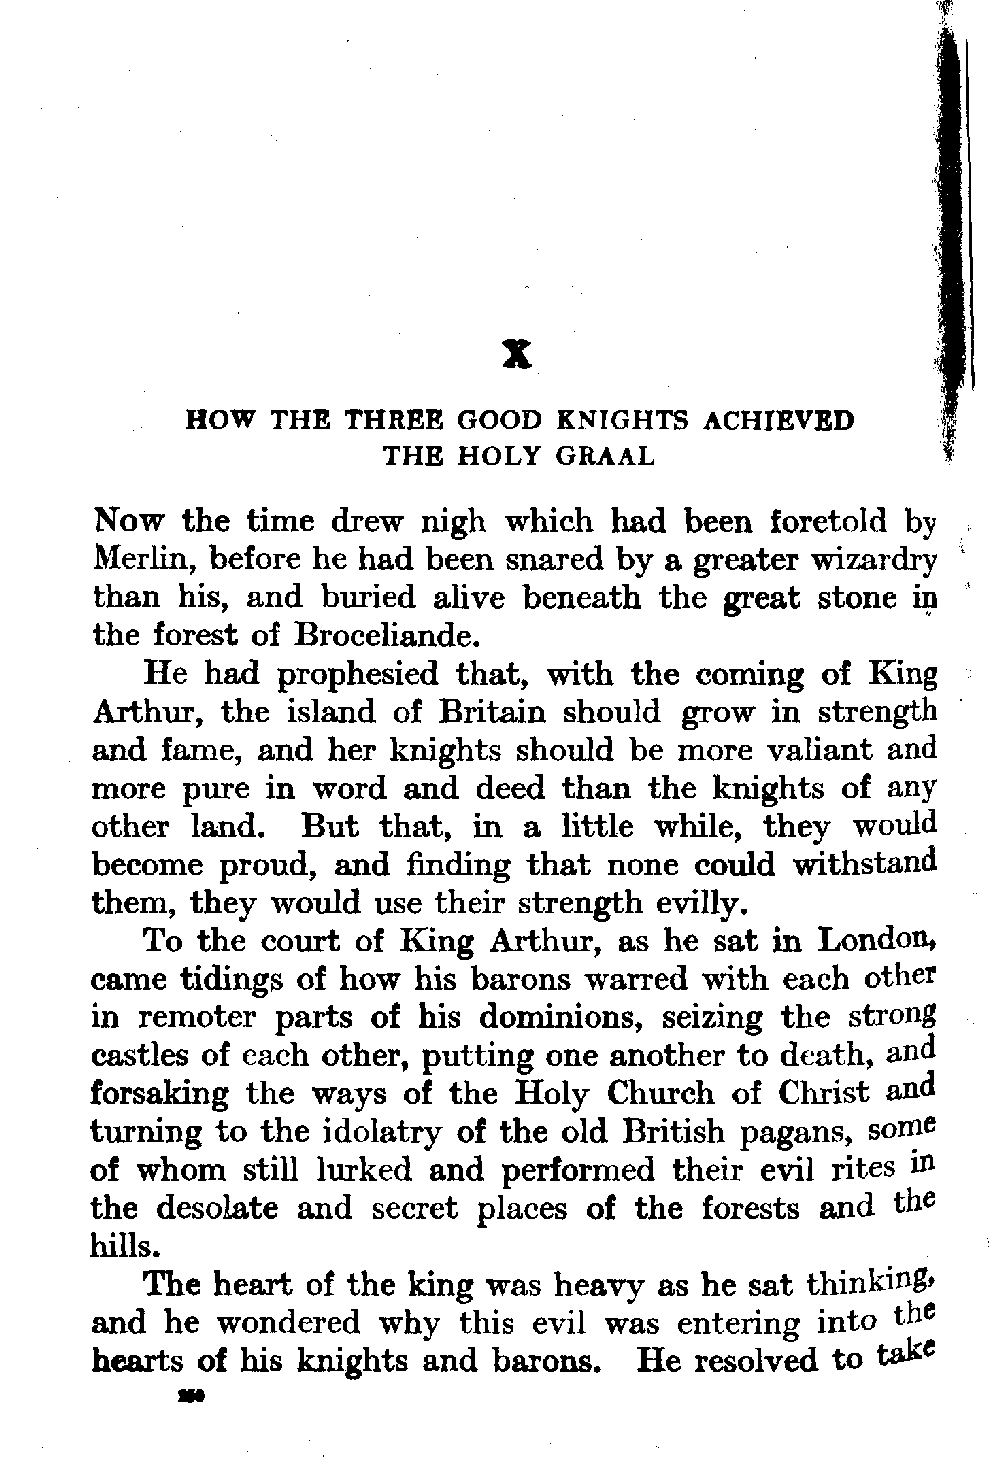 X
HOW THE THREE GOOD KNIGHTS ACHIEVED
THE HOLY GRAAL
Now the time drew nigh which had been foretold by
Merlin, before he had been snared by a greater wizardry
than his, and buried alive beneath the great stone in
the forest of Broceliande.
He had prophesied that, with the coming of King
Arthur, the island of Britain should grow in strength
and fame, and her knights should be more valiant and
more pure in word and deed than the knights of any
other land. But that, in a little while, they would
become proud, and finding that none could withstand
them, they would use their strength evilly.
To the court of King Arthur, as he sat in London,
came tidings of how his barons warred with each other
in remoter parts of his dominions, seizing the strong
castles of each other, putting one another to death, and
forsaking the ways of the Holy Church of Christ and
turning to the idolatry of the old British pagans, some
of whom still lurked and performed their evil rites in
the desolate and secret places of the forests and the
hills.
The heart of the king was heavy as he sat thinking,
and he wondered why this evil was entering into the
hearts of his knights and barons. He resolved to take